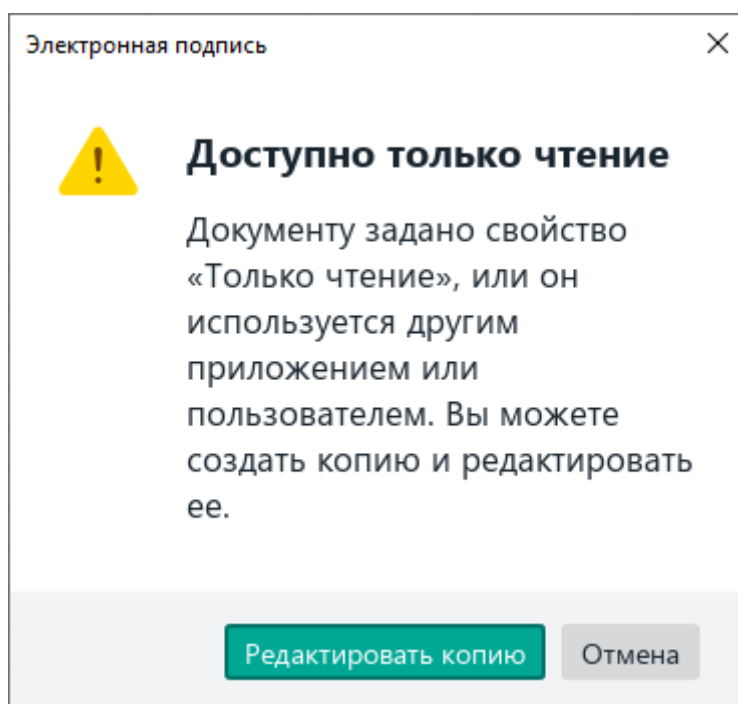 Электронная подпись
Доступно только чтение
Документу задано свойство
«Только чтение», или он
используется другим
приложением или
пользователем. Вы можете
создать копию и редактировать
ее.
Редактировать копию
Отмена